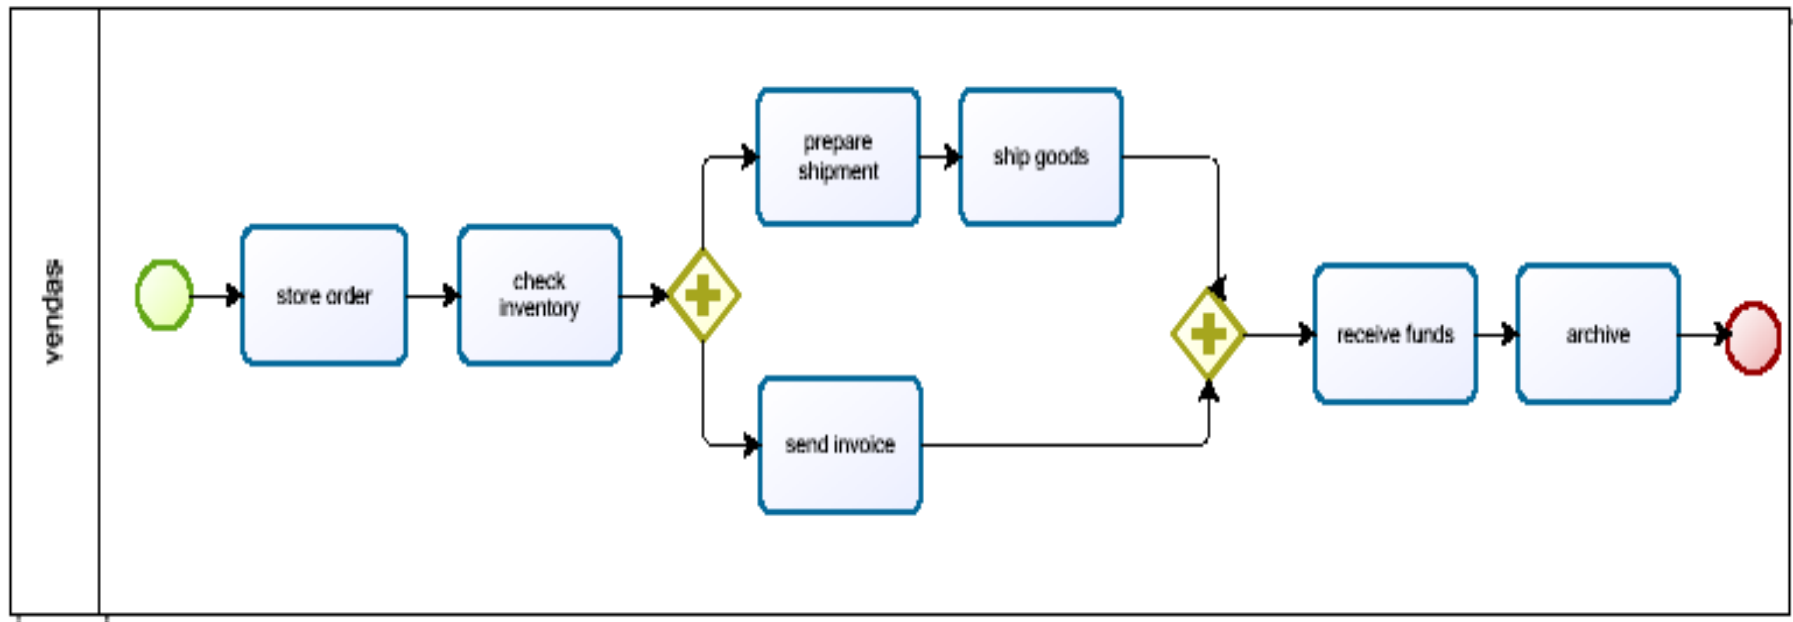 vendas
store order
check
inventory
prepare
shipment
ship goods
send invoice
receive funds
archive